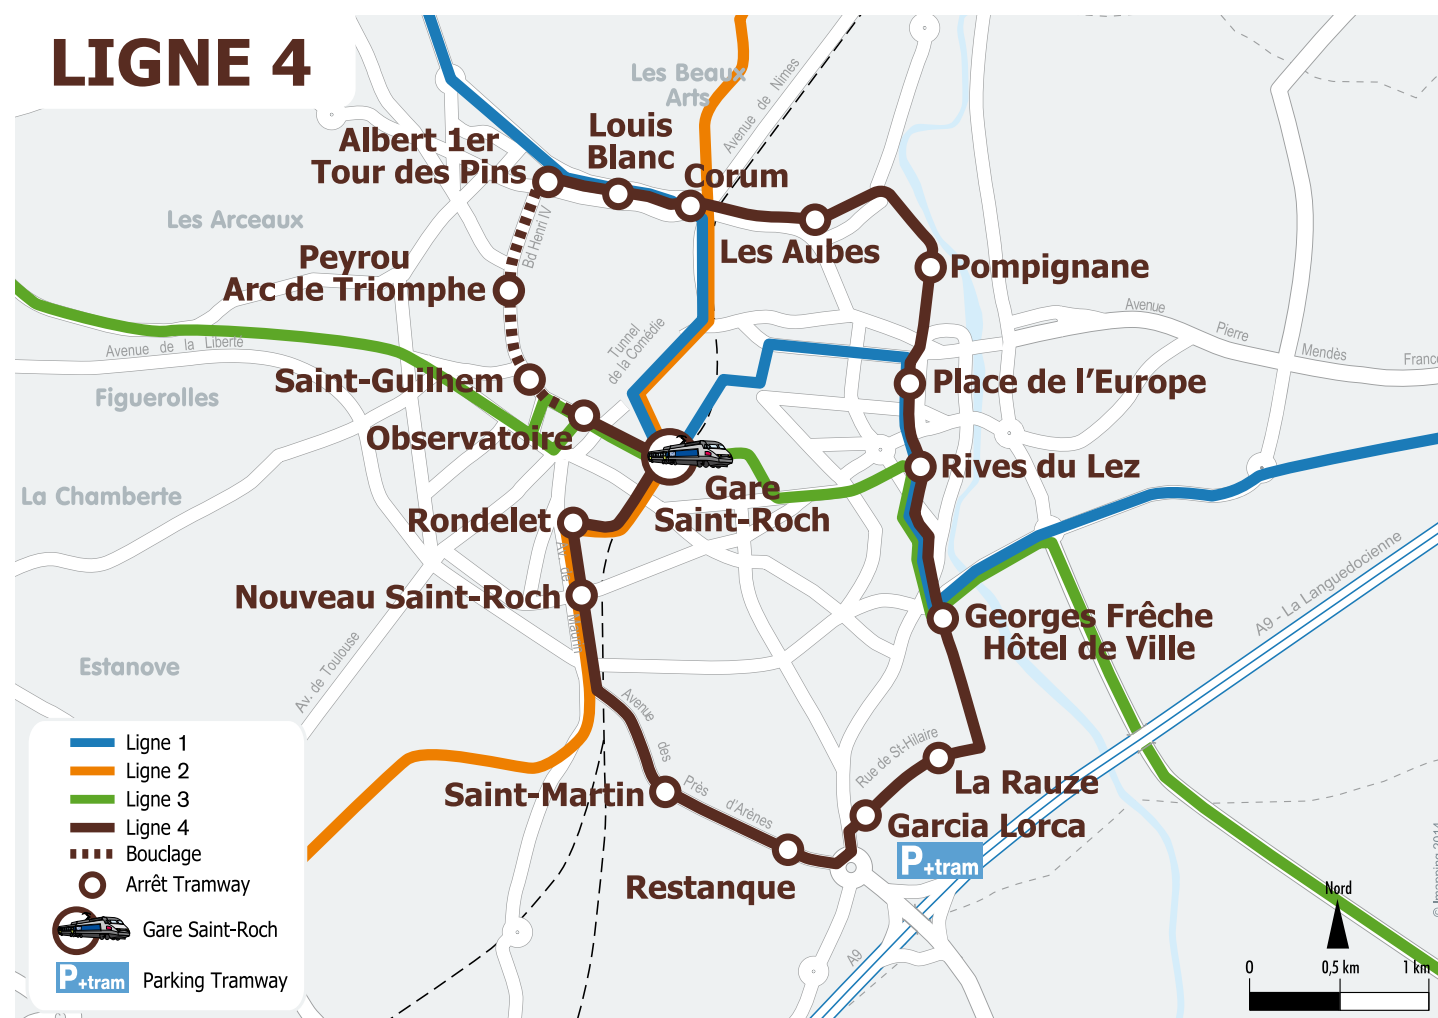 LIGNE 4
Les Beaux
Arts
Avenue de Nîmes
Louis
Blanc
Albert 1er
Tour des Pins
Corum
Les Arceaux
Bd Henri IV
Les Aubes
Peyrou
Arc de Triomphe
Pompignane
Avenue
Pierre
Mendès
France
Avenue de la Liberté
Tunnel
de la Comédie
Saint-Guilhem
Place de l'Europe
Figuerolles
Observatoire
Rives du Lez
La Chamberte
Gare
Saint-Roch
Rondelet
Av. de
Maurin
Nouveau Saint-Roch
A9 - La Languedocienne
Georges Frêche
Hôtel de Ville
Estanove
Av. de Toulouse
Avenue
des
Près
d'Arènes
Rue de St-Hilaire
Saint-Martin
La Rauze
Garcia Lorca
P+tram
Restanque
A9
Ligne 1
Ligne 2
Ligne 3
Ligne 4
Bouclage
Arrêt Tramway
Gare Saint-Roch
P+tram
Parking Tramway
Nord
0
0,5 km
1 km